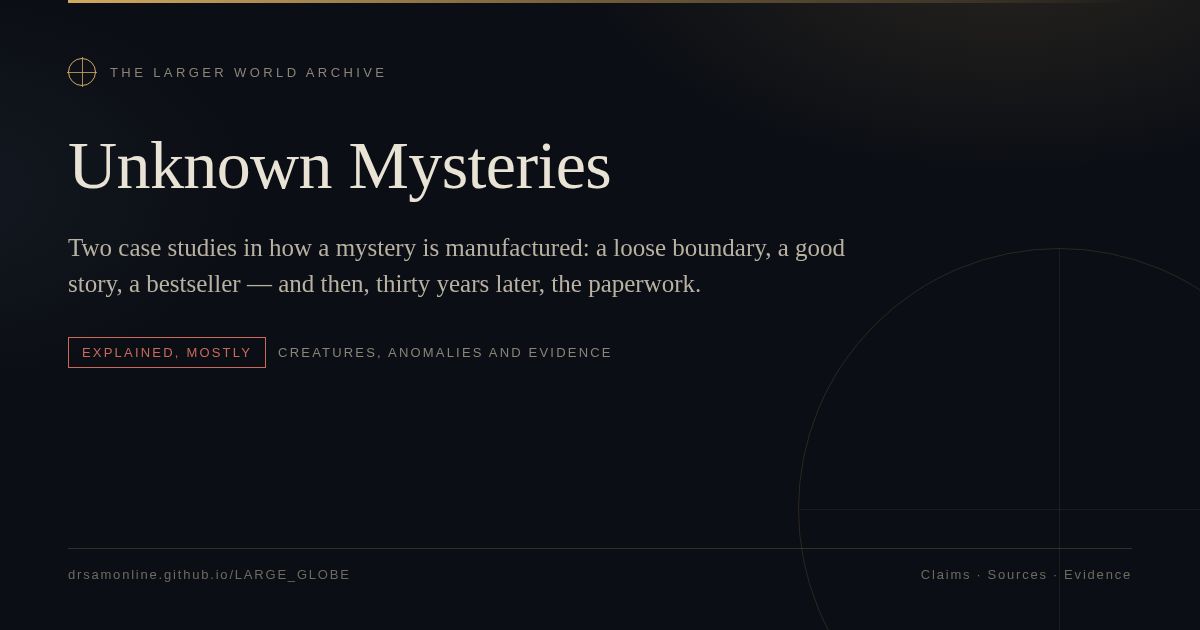 THE LARGER WORLD ARCHIVE
Unknown Mysteries
Two case studies in how a mystery is manufactured: a loose boundary, a good
story, a bestseller — and then, thirty years later, the paperwork.
EXPLAINED, MOSTLY
CREATURES, ANOMALIES AND EVIDENCE
drsamonline.github.io/LARGE_GLOBE
Claims · Sources · Evidence